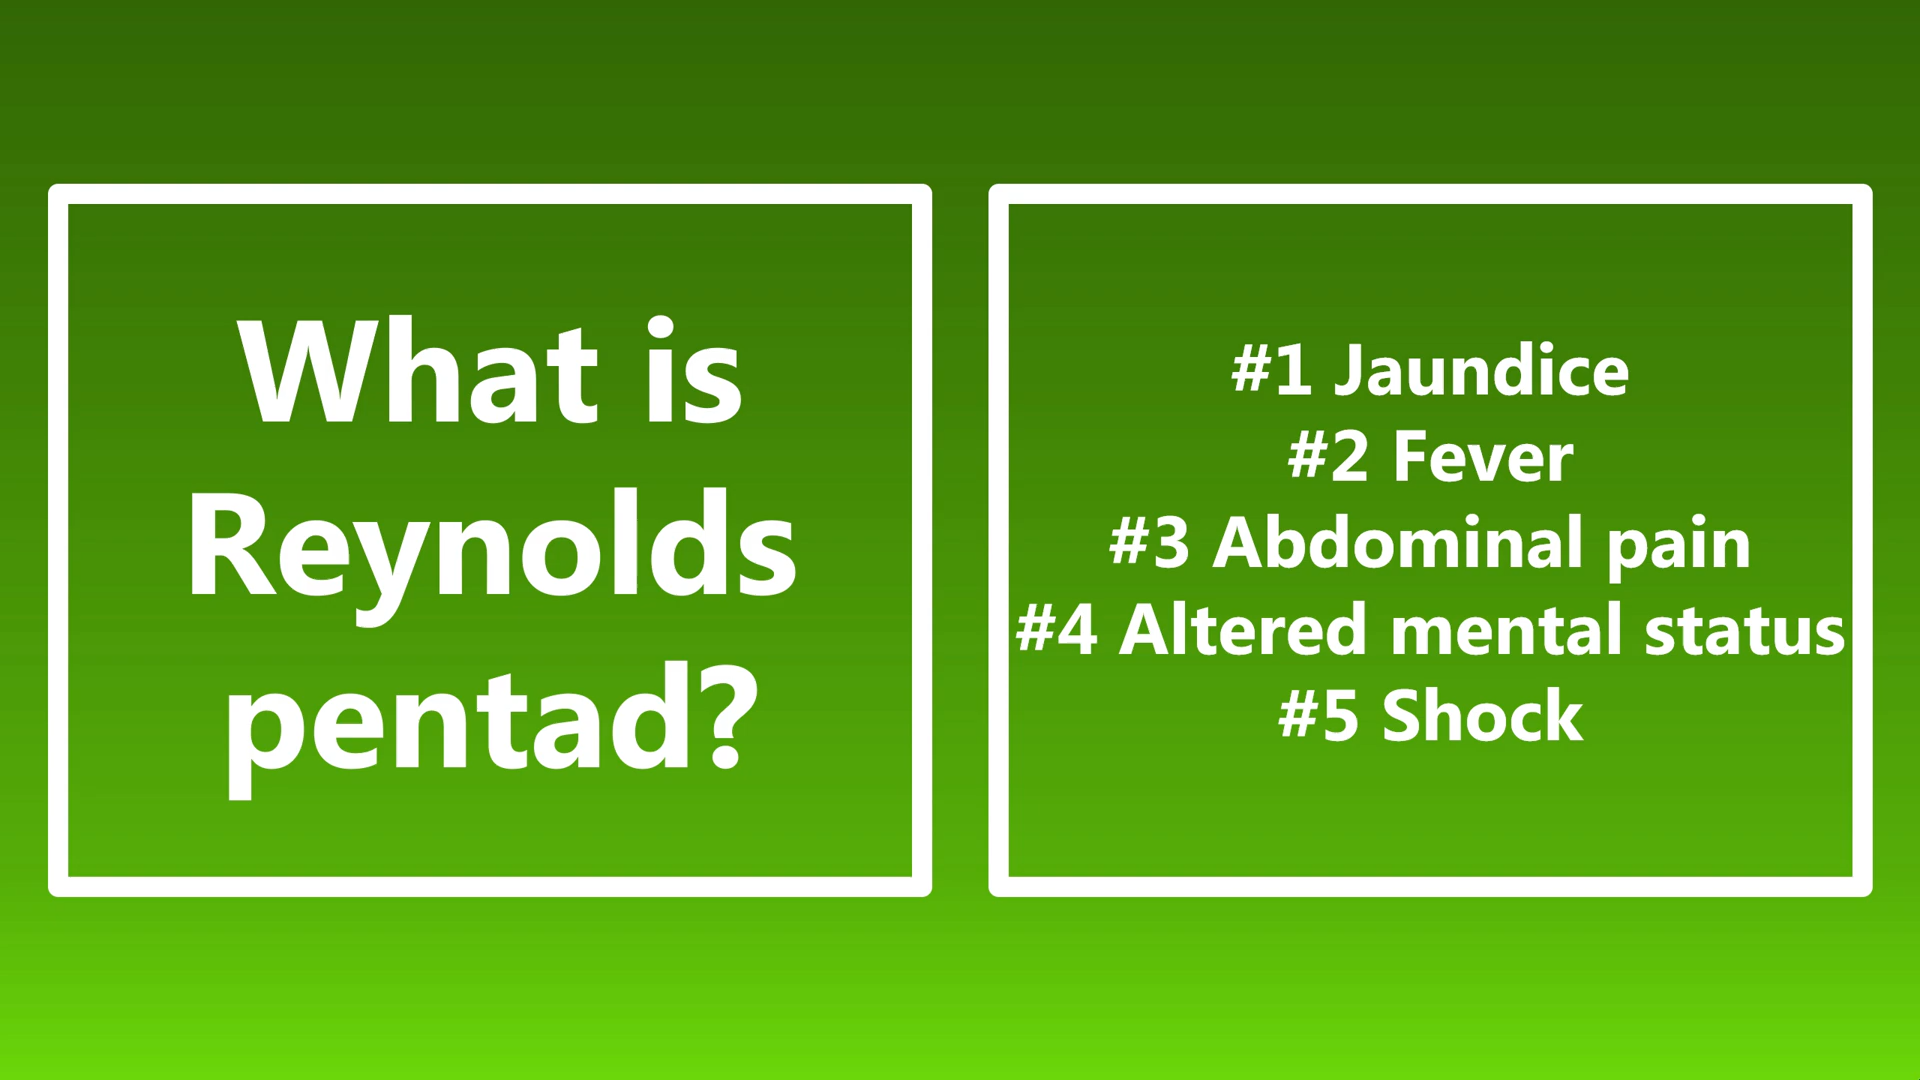 What is
Reynolds
pentad?
#1 Jaundice
#2 Fever
#3 Abdominal pain
#4 Altered mental status
#5 Shock